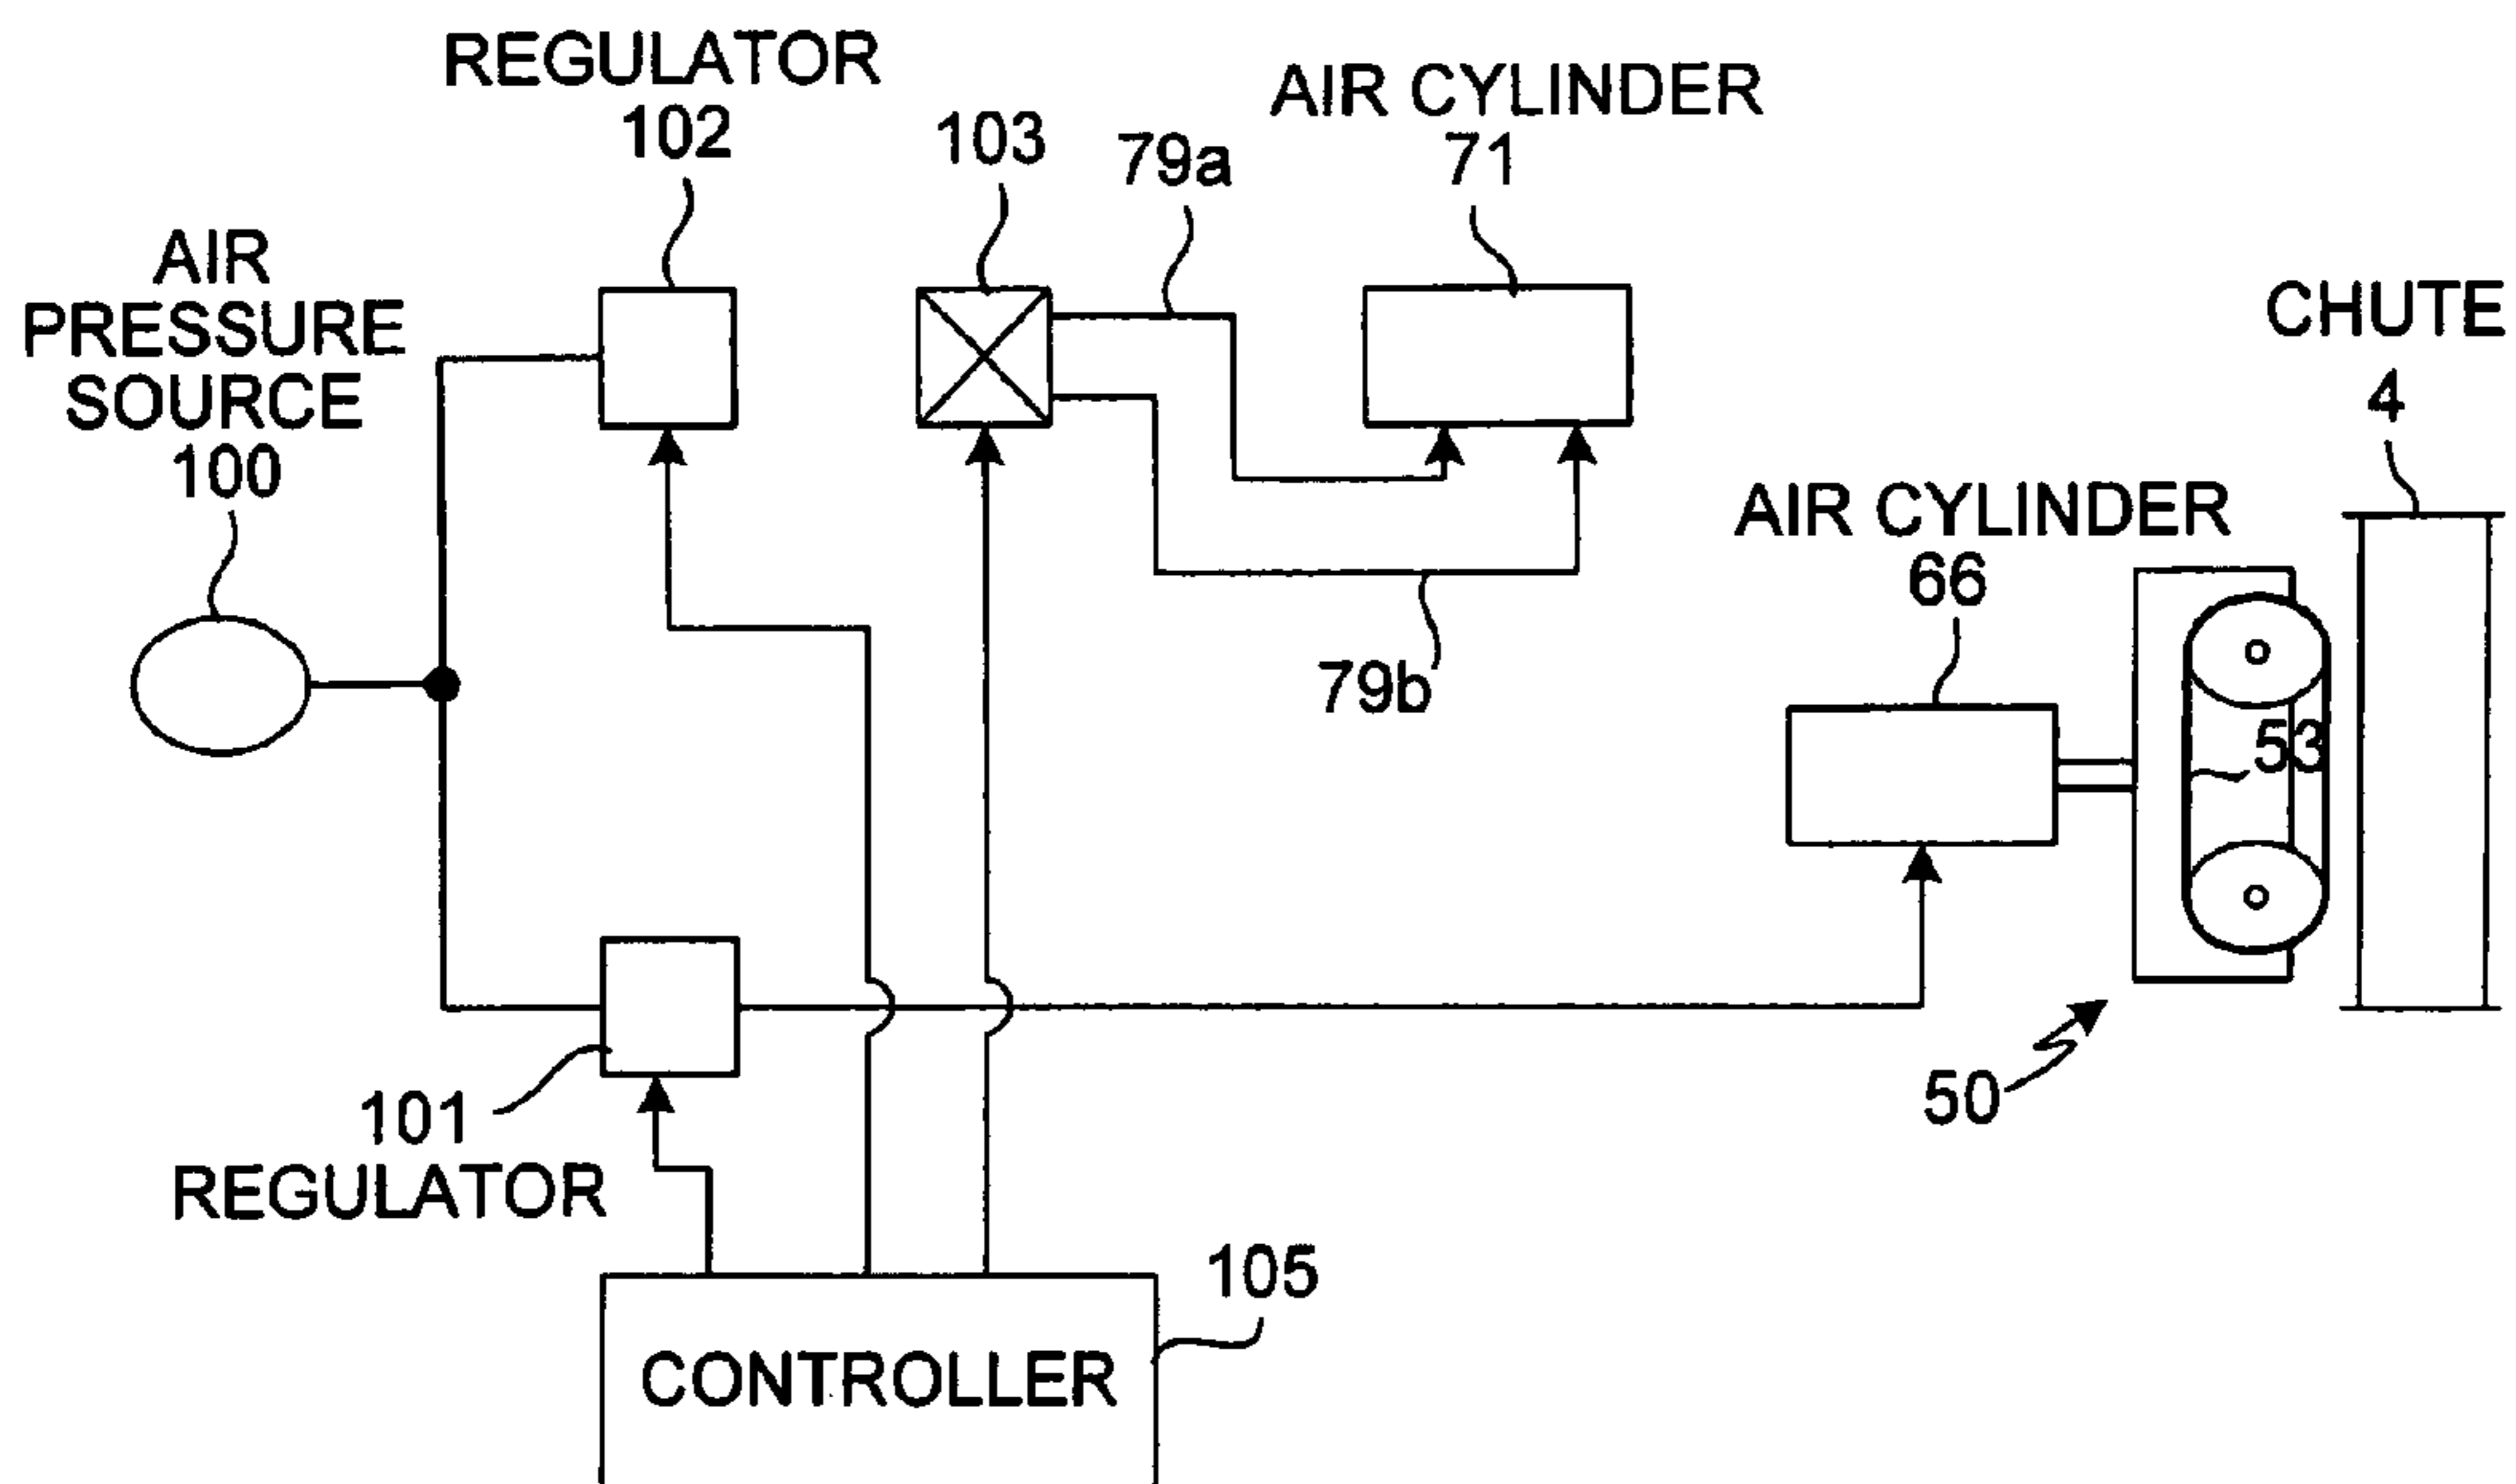 REGULATOR
102
103
79a
AIR CYLINDER
71
AIR
PRESSURE
SOURCE
100
CHUTE
4
AIR CYLINDER
66
79b
53
101
REGULATOR
50
105
CONTROLLER